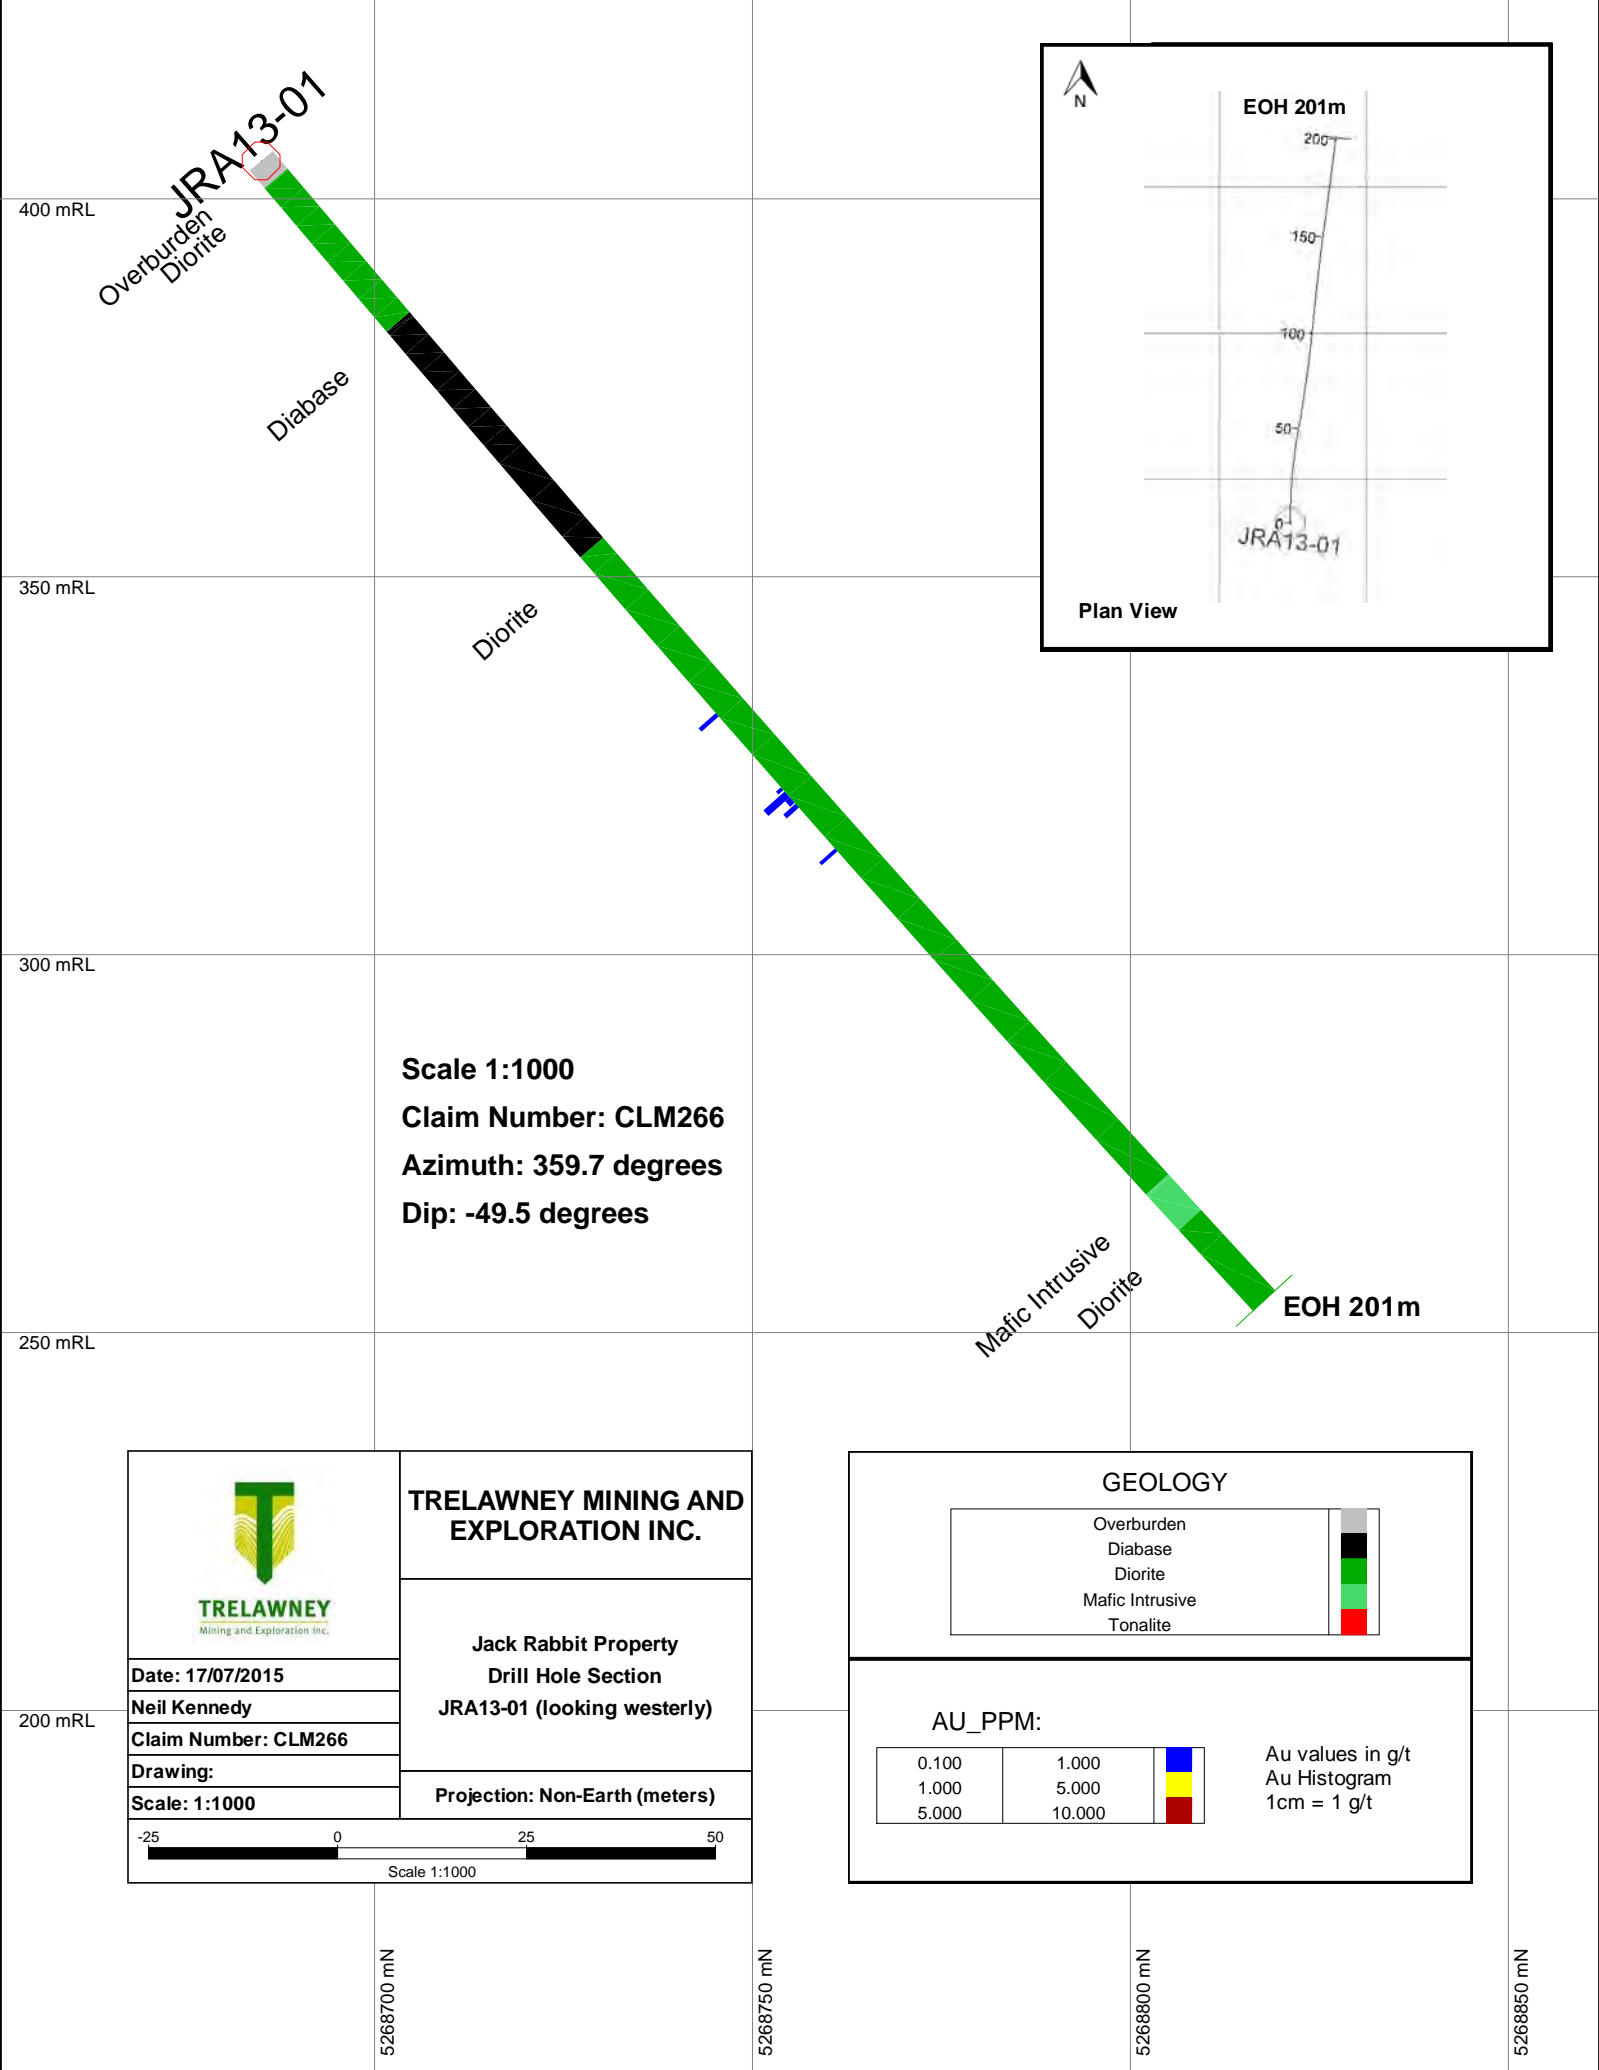 JRA13-01
400 mRL
Overburden
Diorite
Diabase
350 mRL
Diorite
300 mRL
Scale 1:1000
Claim Number: CLM266
Azimuth: 359.7 degrees
Dip: -49.5 degrees
Mafic Intrusive
Diorite
EOH 201m
250 mRL
200 mRL
N
EOH 201m
200
150
100
50
0
JRA13-01
Plan View
TRELAWNEY
Mining and Exploration Inc.
TRELAWNEY MINING AND
EXPLORATION INC.
Date: 17/07/2015
Neil Kennedy
Claim Number: CLM266
Drawing:
Scale: 1:1000
Jack Rabbit Property
Drill Hole Section
JRA13-01 (looking westerly)
Projection: Non-Earth (meters)
-25 0 25 50
Scale 1:1000
GEOLOGY
Overburden
Diabase
Diorite
Mafic Intrusive
Tonalite
AU_PPM:
0.100 1.000
1.000 5.000
5.000 10.000
Au values in g/t
Au Histogram
1cm = 1 g/t
5268700 mN
5268750 mN
5268800 mN
5268850 mN